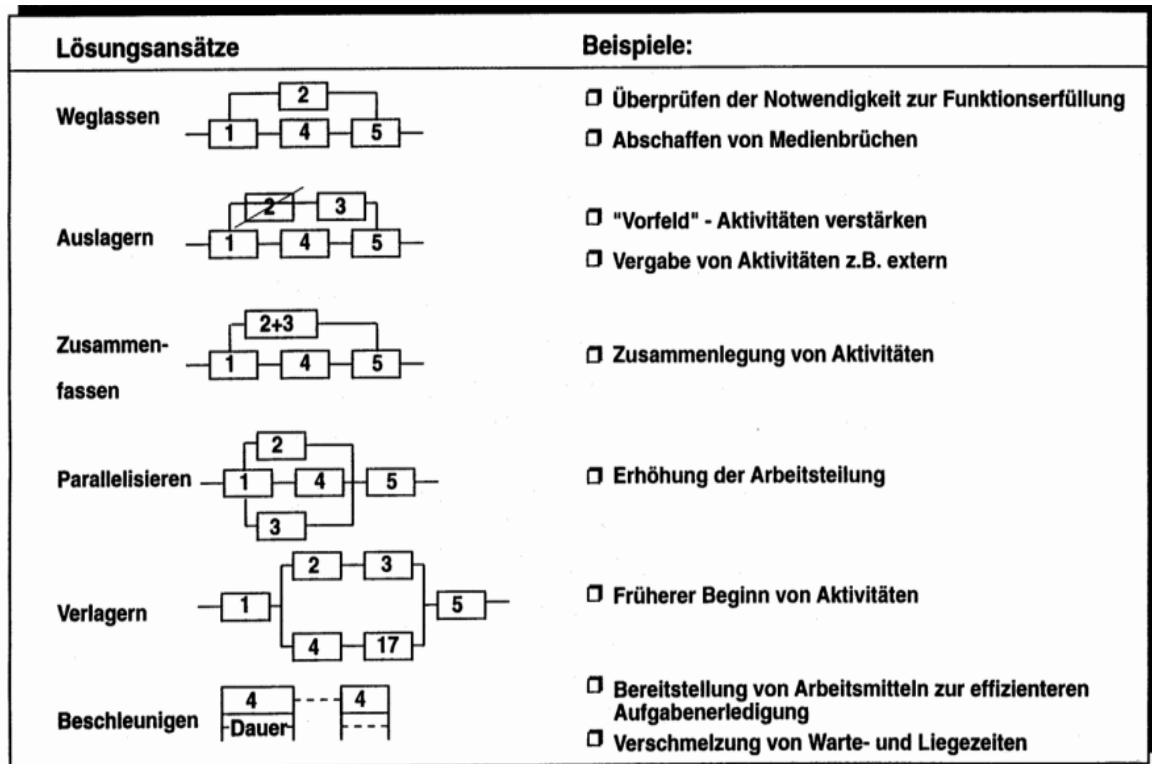 Lösungsansätze Beispiele:
2
Weglassen
1 4 5
❒ Überprüfen der Notwendigkeit zur Funktionserfüllung
❒ Abschaffen von Medienbrüchen
2 3
Auslagern
1 4 5
❒ "Vorfeld" - Aktivitäten verstärken
❒ Vergabe von Aktivitäten z.B. extern
2+3
Zusammen-
fassen
1 4 5
❒ Zusammenlegung von Aktivitäten
2
Parallelisieren
1 4 5
3
❒ Erhöhung der Arbeitsteilung
2 3
Verlagern
1 5
4 17
❒ Früherer Beginn von Aktivitäten
Beschleunigen
4 4
Dauer
❒ Bereitstellung von Arbeitsmitteln zur effizienteren
Aufgabenerledigung
❒ Verschmelzung von Warte- und Liegezeiten